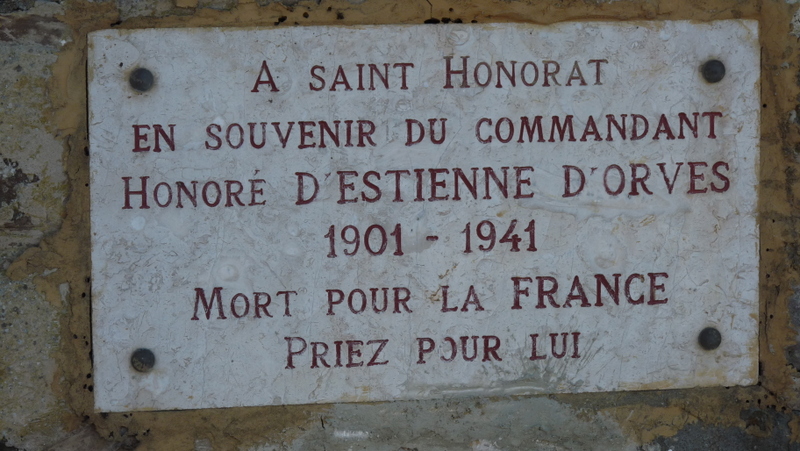 A SAINT HONORAT
EN SOUVENIR DU COMMANDANT
HONORÉ D'ESTIENNE D'ORVES
1901 - 1941
MORT POUR LA FRANCE
PRIEZ POUR LUI